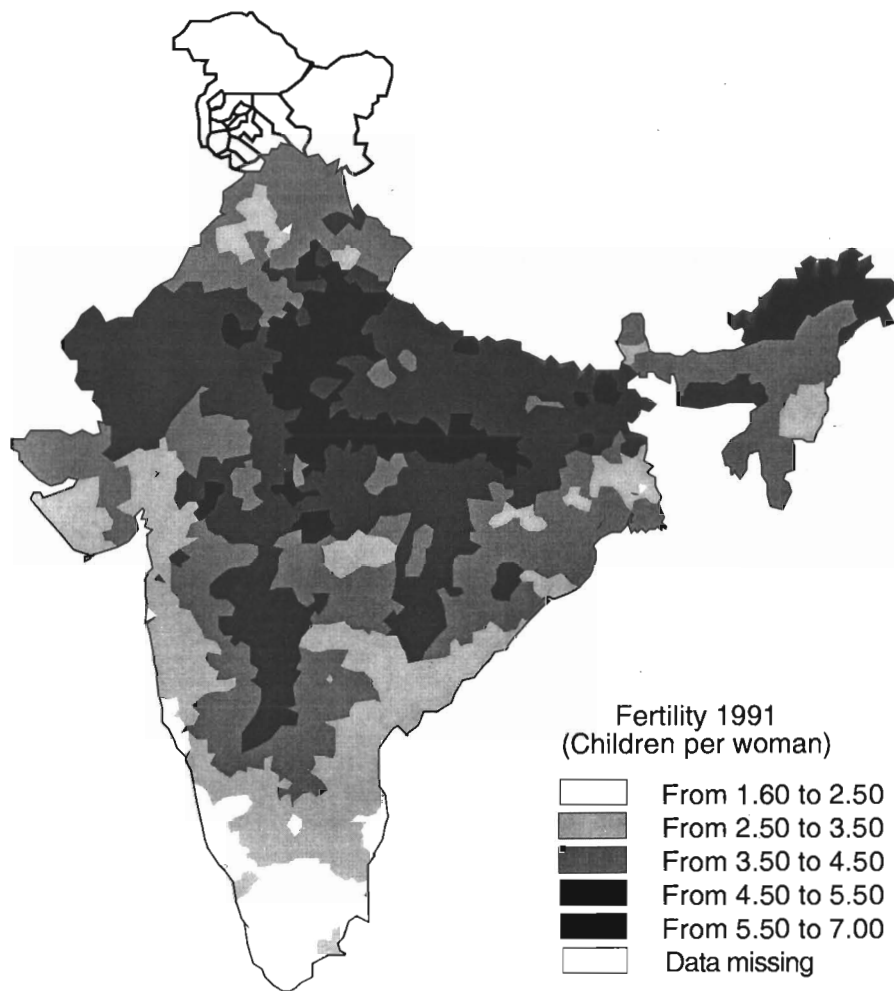 Fertility 1991
(Children per woman)
From 1.60 to 2.50
From 2.50 to 3.50
From 3.50 to 4.50
From 4.50 to 5.50
From 5.50 to 7.00
Data missing